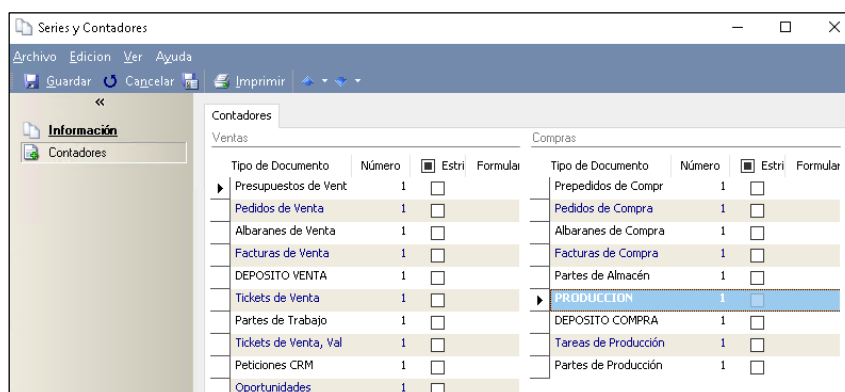 Series y Contadores
Archivo Edicion Ver Ayuda
Guardar Cancelar Imprimir
«
Información
Contadores
Contadores
Ventas
Tipo de Documento Número Estri Formular
Presupuestos de Vent 1
Pedidos de Venta 1
Albaranes de Venta 1
Facturas de Venta 1
DEPOSITO VENTA 1
Tickets de Venta 1
Partes de Trabajo 1
Tickets de Venta, Val 1
Peticiones CRM 1
Oportunidades 1
Compras
Tipo de Documento Número Estri Formular
Prepedidos de Compr 1
Pedidos de Compra 1
Albaranes de Compra 1
Facturas de Compra 1
Partes de Almacén 1
PRODUCCION 1
DEPOSITO COMPRA 1
Tareas de Producción 1
Partes de Producción 1